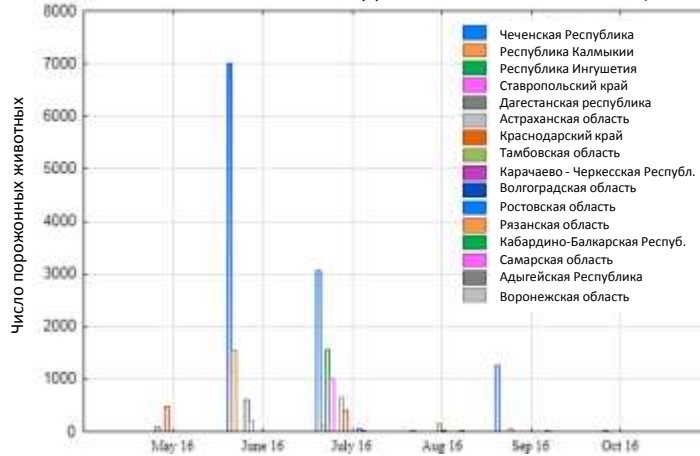 8000
7000
6000
5000
4000
3000
2000
1000
0
Число порожонных животных
Чеченская Республика
Республика Калмыкии
Республика Ингушетия
Ставропольский край
Дагестанская республика
Астраханская область
Краснодарский край
Тамбовская область
Карачаево - Черкесская Республ.
Волгоградская область
Ростовская область
Рязанская область
Кабардино-Балкарская Респуб.
Самарская область
Адыгейская Республика
Воронежская область
May 16 June 16 July 16 Aug 16 Sep 16 Oct 16